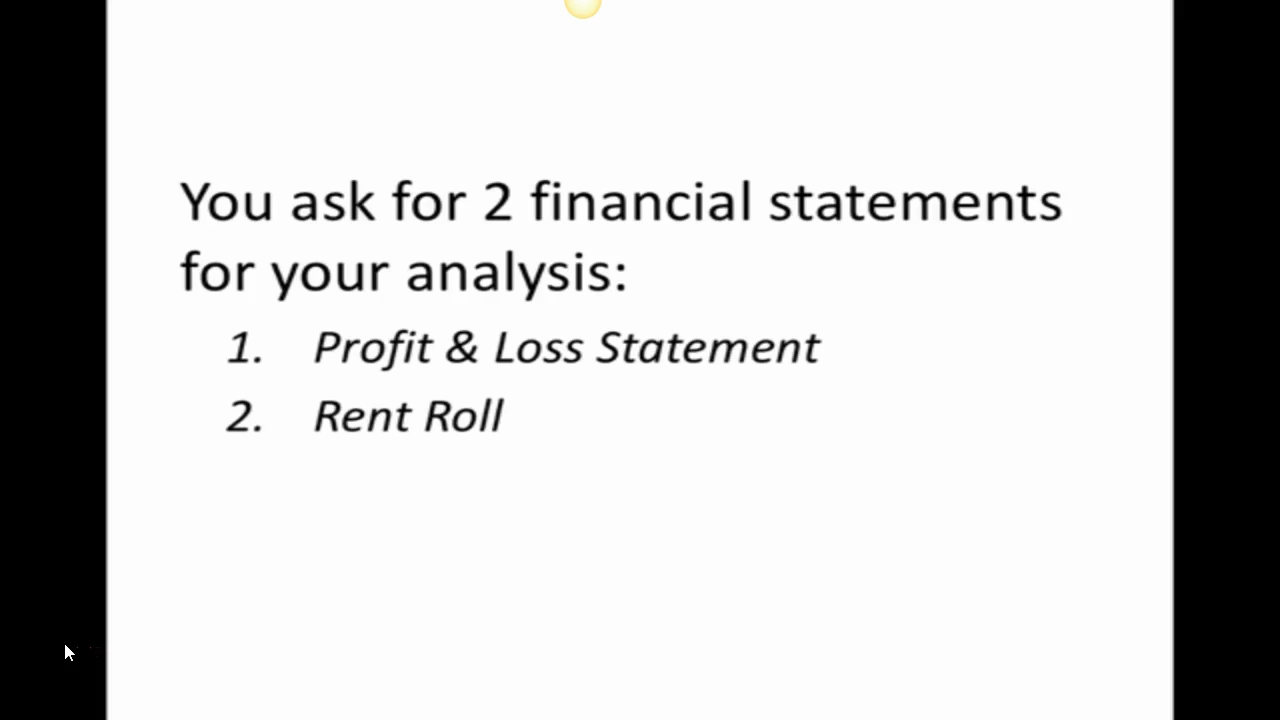 You ask for 2 financial statements
for your analysis:
1. Profit & Loss Statement
2. Rent Roll